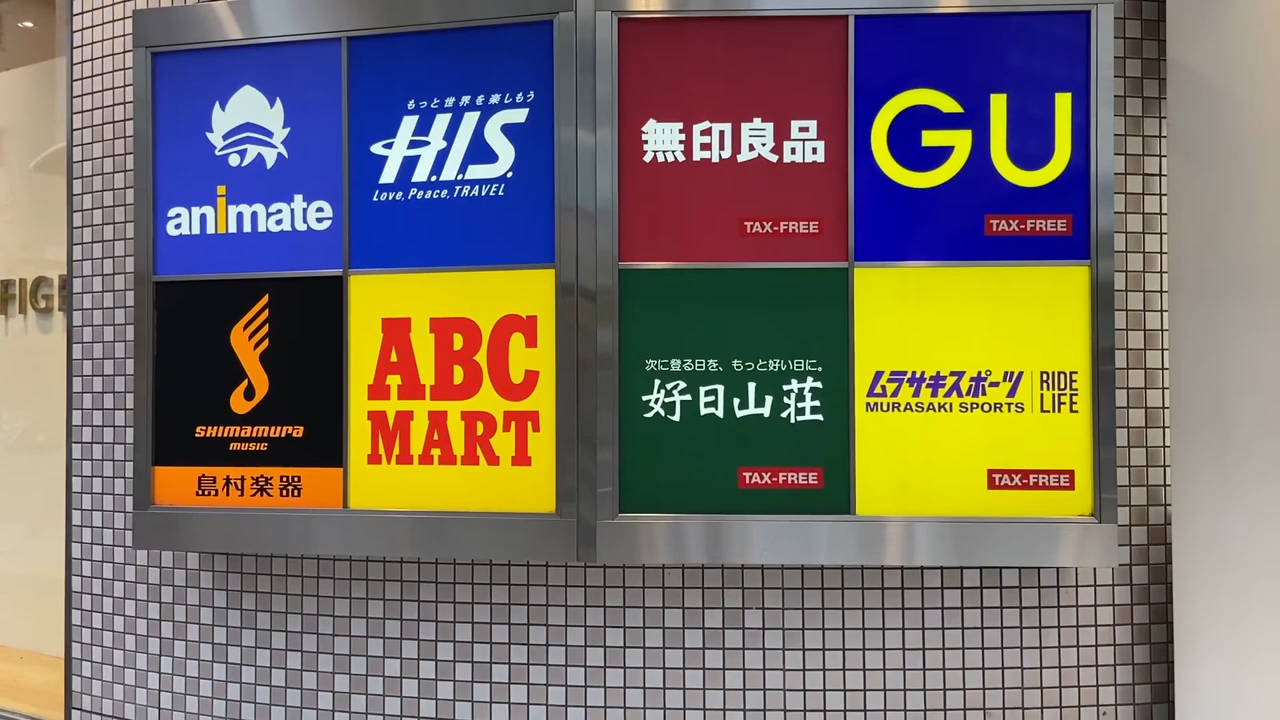 animate
もっと世界を楽しもう
H.I.S.
Love, Peace, TRAVEL
SHIMAMURA
MUSIC
島村楽器
ABC
MART
無印良品
TAX-FREE
GU
TAX-FREE
次に登る日を、もっと好い日に。
好日山荘
TAX-FREE
ムラサキスポーツ
MURASAKI SPORTS
RIDE
LIFE
TAX-FREE